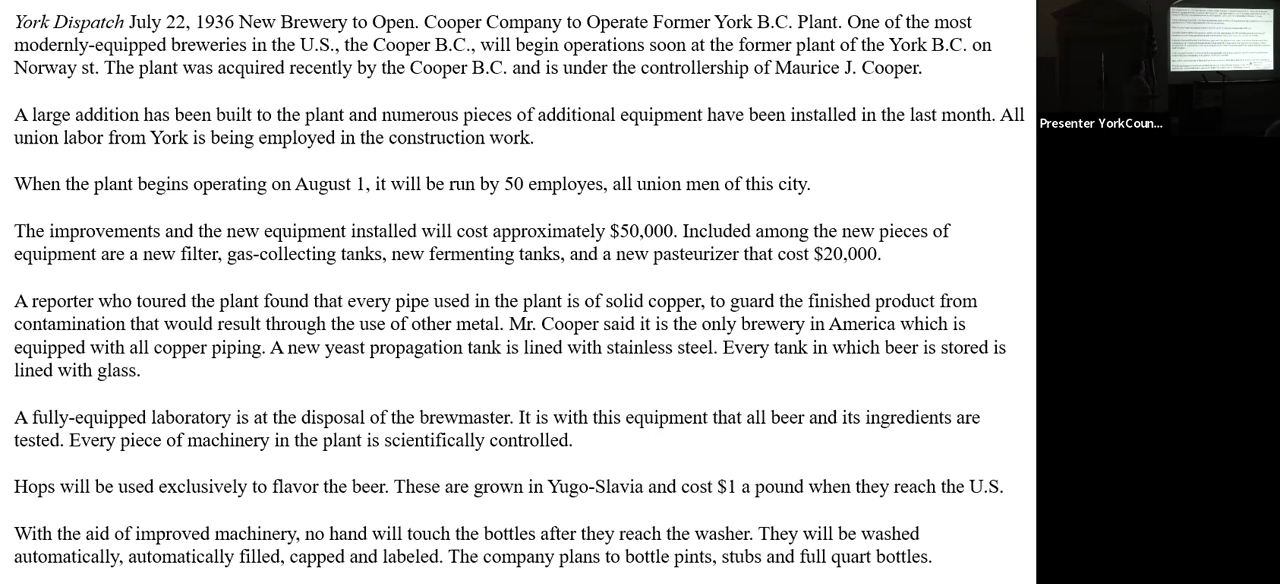 York Dispatch July 22, 1936 New Brewery to Open. Cooper Company to Operate Former York B.C. Plant. One of the most
modernly-equipped breweries in the U.S., the Cooper B.C., will begin operations soon at the former plant of the York B.C. on
Norway st. The plant was acquired recently by the Cooper B.C. and is under the controllership of Maurice J. Cooper.
A large addition has been built to the plant and numerous pieces of additional equipment have been installed in the last month. All
union labor from York is being employed in the construction work.
When the plant begins operating on August 1, it will be run by 50 employes, all union men of this city.
The improvements and the new equipment installed will cost approximately $50,000. Included among the new pieces of
equipment are a new filter, gas-collecting tanks, new fermenting tanks, and a new pasteurizer that cost $20,000.
A reporter who toured the plant found that every pipe used in the plant is of solid copper, to guard the finished product from
contamination that would result through the use of other metal. Mr. Cooper said it is the only brewery in America which is
equipped with all copper piping. A new yeast propagation tank is lined with stainless steel. Every tank in which beer is stored is
lined with glass.
A fully-equipped laboratory is at the disposal of the brewmaster. It is with this equipment that all beer and its ingredients are
tested. Every piece of machinery in the plant is scientifically controlled.
Hops will be used exclusively to flavor the beer. These are grown in Yugo-Slavia and cost $1 a pound when they reach the U.S.
With the aid of improved machinery, no hand will touch the bottles after they reach the washer. They will be washed
automatically, automatically filled, capped and labeled. The company plans to bottle pints, stubs and full quart bottles.
Presenter YorkCoun...